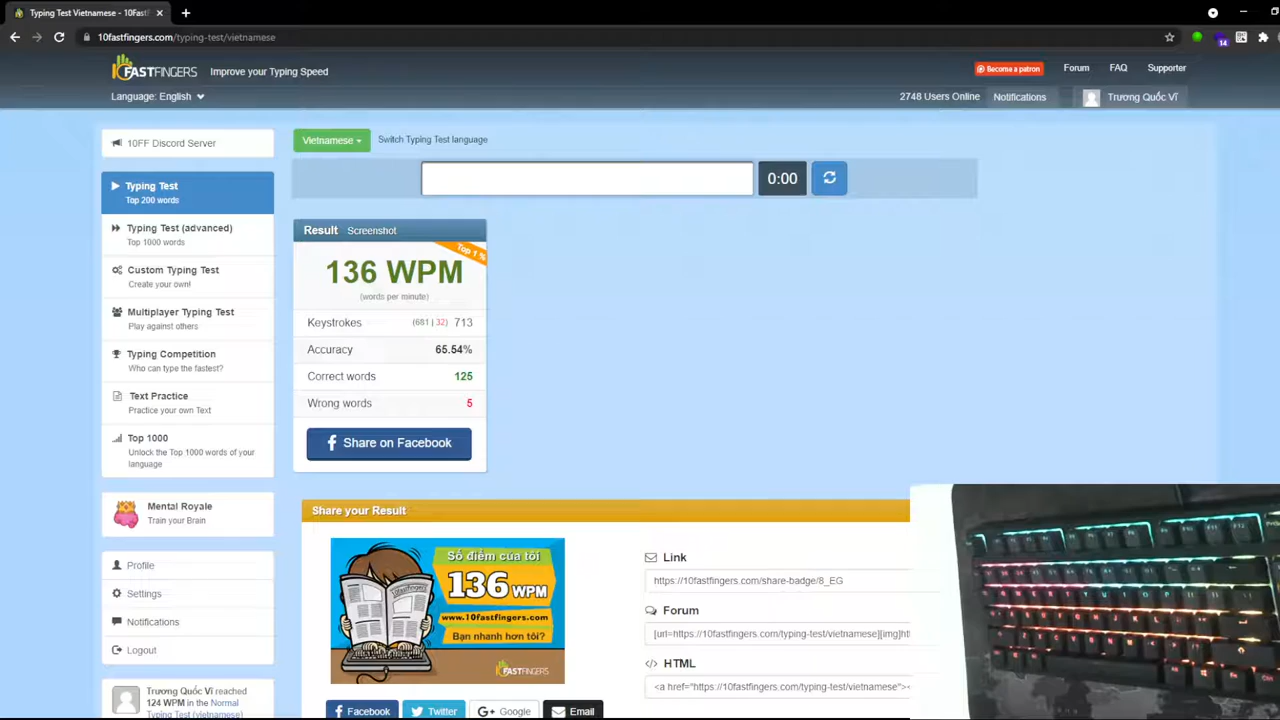 Typing Test Vietnamese - 10Fast
10fastfingers.com/typing-test/vietnamese
14
10FASTFINGERS
Improve your Typing Speed
Become a patron
Forum
FAQ
Supporter
Language: English
2748 Users Online
Notifications
Trương Quốc Vĩ
10FF Discord Server
Typing Test
Top 200 words
Typing Test (advanced)
Top 1000 words
Custom Typing Test
Create your own!
Multiplayer Typing Test
Play against others
Typing Competition
Who can type the fastest?
Text Practice
Practice your own Text
Top 1000
Unlock the Top 1000 words of your
language
Mental Royale
Train your Brain
Profile
Settings
Notifications
Logout
Trương Quốc Vĩ reached
124 WPM in the Normal
Typing Test (vietnamese)
Vietnamese
Switch Typing Test language
0:00
Result Screenshot
Top 1 %
136 WPM
(words per minute)
Keystrokes (681 | 32) 713
Accuracy 65.54%
Correct words 125
Wrong words 5
Share on Facebook
Share your Result
Số điểm của tôi
136 WPM
www.10fastfingers.com
Bạn nhanh hơn tôi?
10FASTFINGERS
Facebook
Twitter
Google
Email
Link
https://10fastfingers.com/share-badge/8_EG
Forum
[url=https://10fastfingers.com/typing-test/vietnamese][img]ht
HTML
<a href="https://10fastfingers.com/typing-test/vietnamese"><